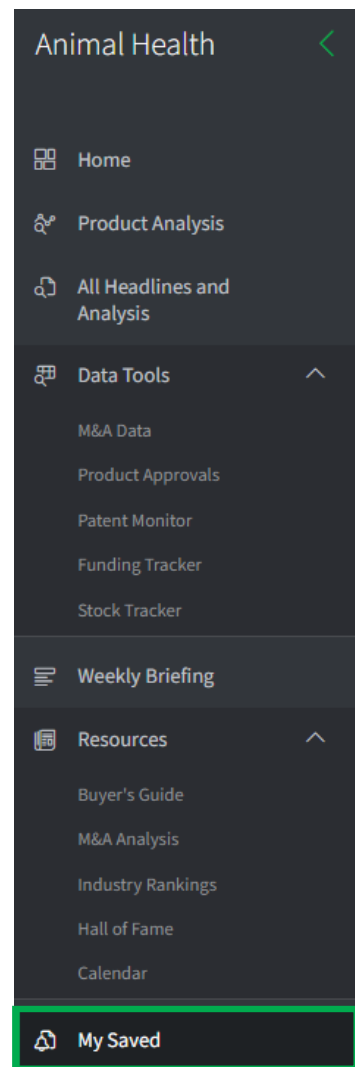 Animal Health
Home
Product Analysis
All Headlines and
Analysis
Data Tools
M&A Data
Product Approvals
Patent Monitor
Funding Tracker
Stock Tracker
Weekly Briefing
Resources
Buyer's Guide
M&A Analysis
Industry Rankings
Hall of Fame
Calendar
My Saved